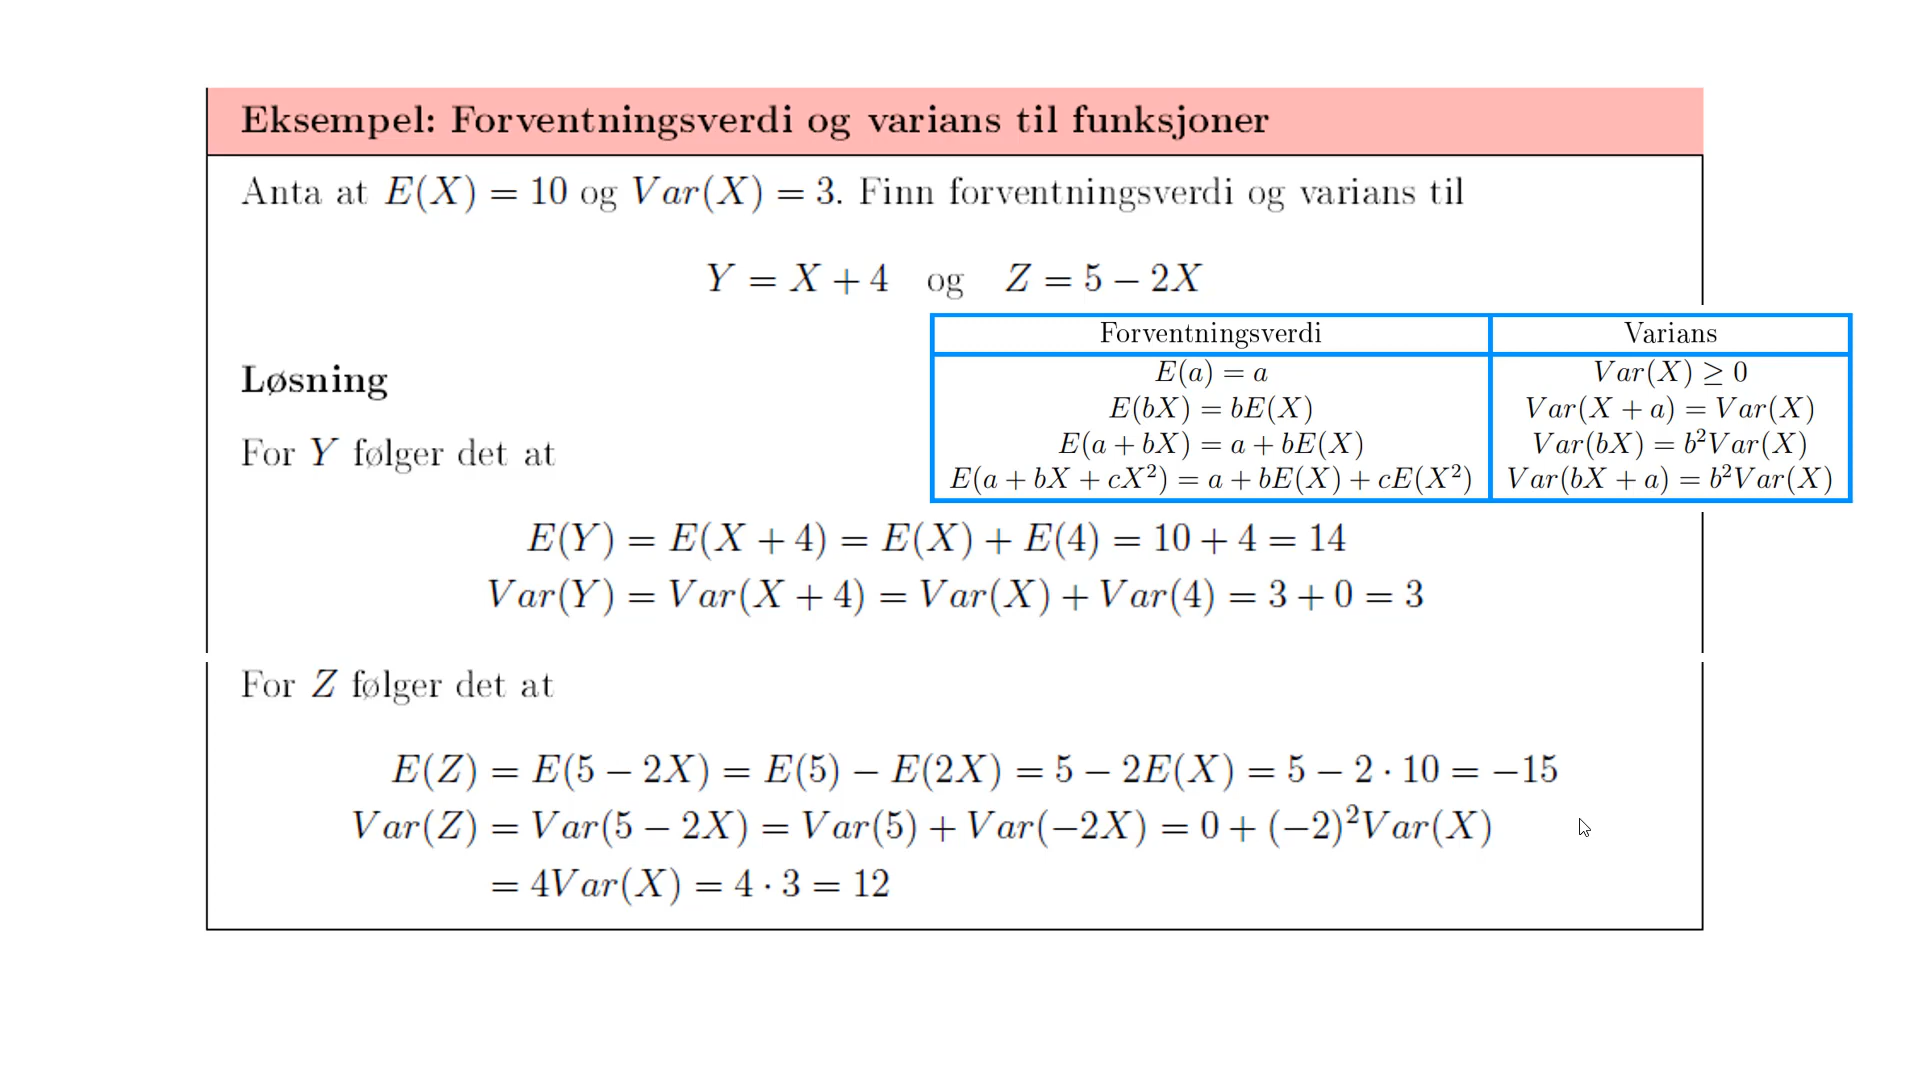 Eksempel: Forventningsverdi og varians til funksjoner
Anta at E(X) = 10 og Var(X) = 3. Finn forventningsverdi og varians til
Y = X + 4 og Z = 5 − 2X
Forventningsverdi Varians
E(a) = a Var(X) ≥ 0
E(bX) = bE(X) Var(X + a) = Var(X)
E(a + bX) = a + bE(X) Var(bX) = b²Var(X)
E(a + bX + cX²) = a + bE(X) + cE(X²) Var(bX + a) = b²Var(X)
Løsning
For Y følger det at
E(Y) = E(X + 4) = E(X) + E(4) = 10 + 4 = 14
Var(Y) = Var(X + 4) = Var(X) + Var(4) = 3 + 0 = 3
For Z følger det at
E(Z) = E(5 − 2X) = E(5) − E(2X) = 5 − 2E(X) = 5 − 2 · 10 = −15
Var(Z) = Var(5 − 2X) = Var(5) + Var(−2X) = 0 + (−2)²Var(X)
= 4Var(X) = 4 · 3 = 12